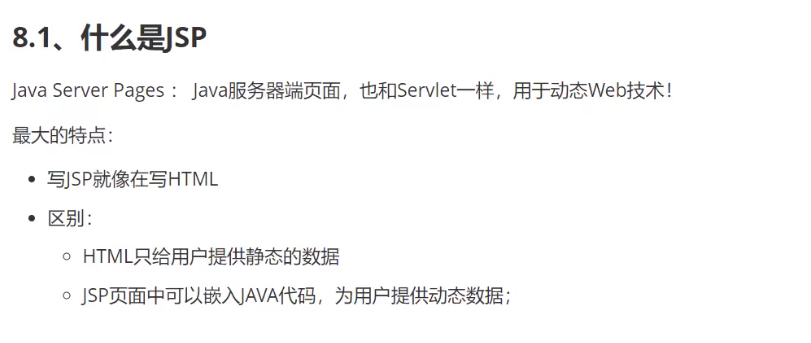 8.1、什么是JSP
Java Server Pages： Java服务器端页面，也和Servlet一样，用于动态Web技术！
最大的特点：
• 写JSP就像在写HTML
• 区别：
◦ HTML只给用户提供静态的数据
◦ JSP页面中可以嵌入JAVA代码，为用户提供动态数据；